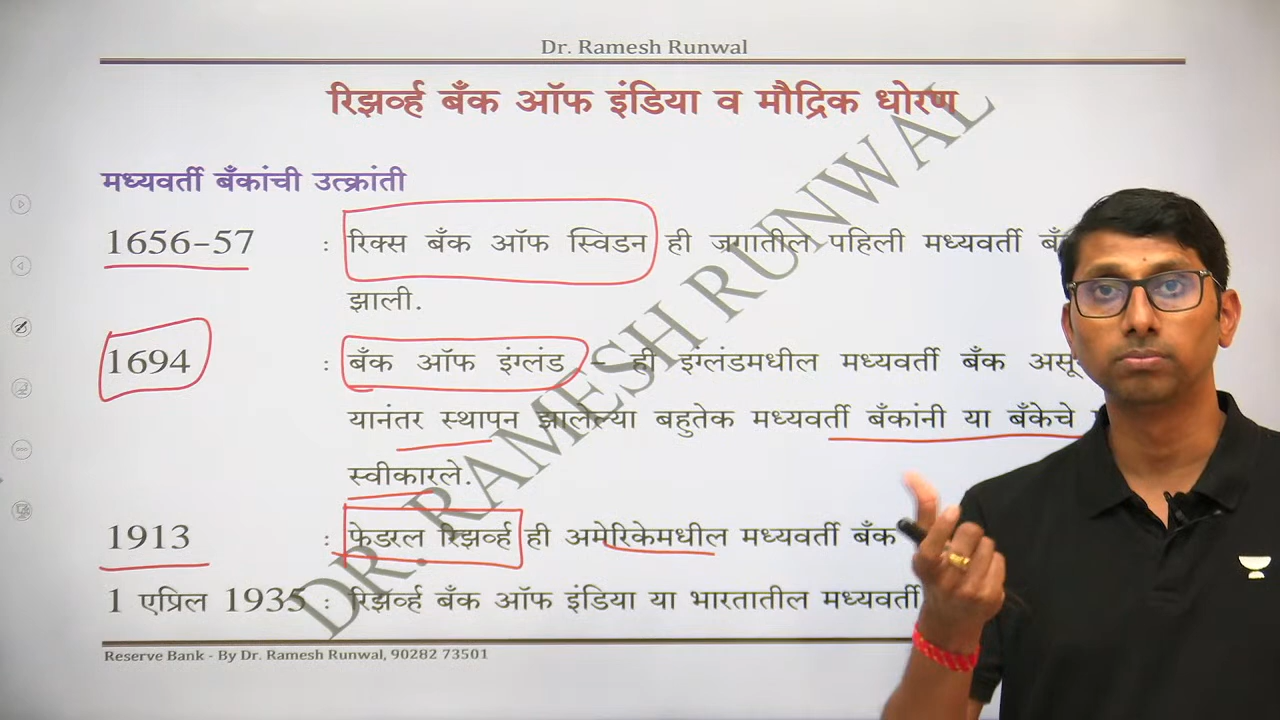 Dr. Ramesh Runwal
रिझर्व्ह बँक ऑफ इंडिया व मौद्रिक धोरण
मध्यवर्ती बँकांची उत्क्रांती
1656-57 : रिक्स बँक ऑफ स्विडन ही जगातील पहिली मध्यवर्ती
झाली.
1694 : बँक ऑफ इंग्लंड – ही इंग्लंडमधील मध्यवर्ती बँक
यानंतर स्थापन झालेल्या बहुतेक मध्यवर्ती बँकांनी या बँकेचे
स्वीकारले.
1913 : फेडरल रिझर्व्ह ही अमेरिकेमधील मध्यवर्ती बँक
1 एप्रिल 1935 : रिझर्व्ह बँक ऑफ इंडिया या भारतातील मध्यवर्ती
Reserve Bank - By Dr. Ramesh Runwal, 90282 73501
DR. RAMESH RUNWAL